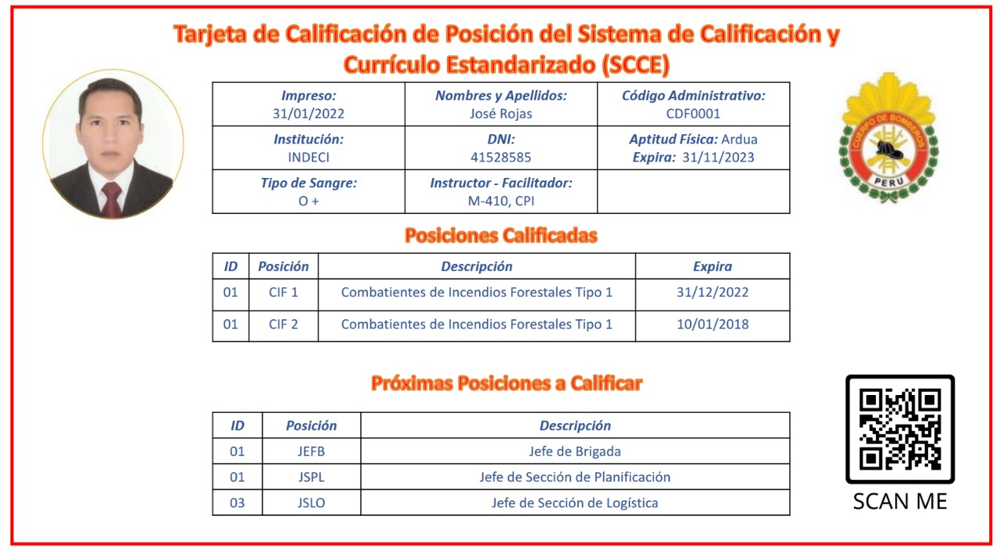 Tarjeta de Calificación de Posición del Sistema de Calificación y
Currículo Estandarizado (SCCE)
Impreso: Nombres y Apellidos: Código Administrativo:
31/01/2022 José Rojas CDF0001
Institución: DNI: Aptitud Física: Ardua
INDECI 41528585 Expira: 31/11/2023
Tipo de Sangre: Instructor - Facilitador:
O + M-410, CPI
CUERPO DE BOMBEROS
PERU
Posiciones Calificadas
ID Posición Descripción Expira
01 CIF 1 Combatientes de Incendios Forestales Tipo 1 31/12/2022
01 CIF 2 Combatientes de Incendios Forestales Tipo 1 10/01/2018
Próximas Posiciones a Calificar
ID Posición Descripción
01 JEFB Jefe de Brigada
01 JSPL Jefe de Sección de Planificación
03 JSLO Jefe de Sección de Logística
SCAN ME